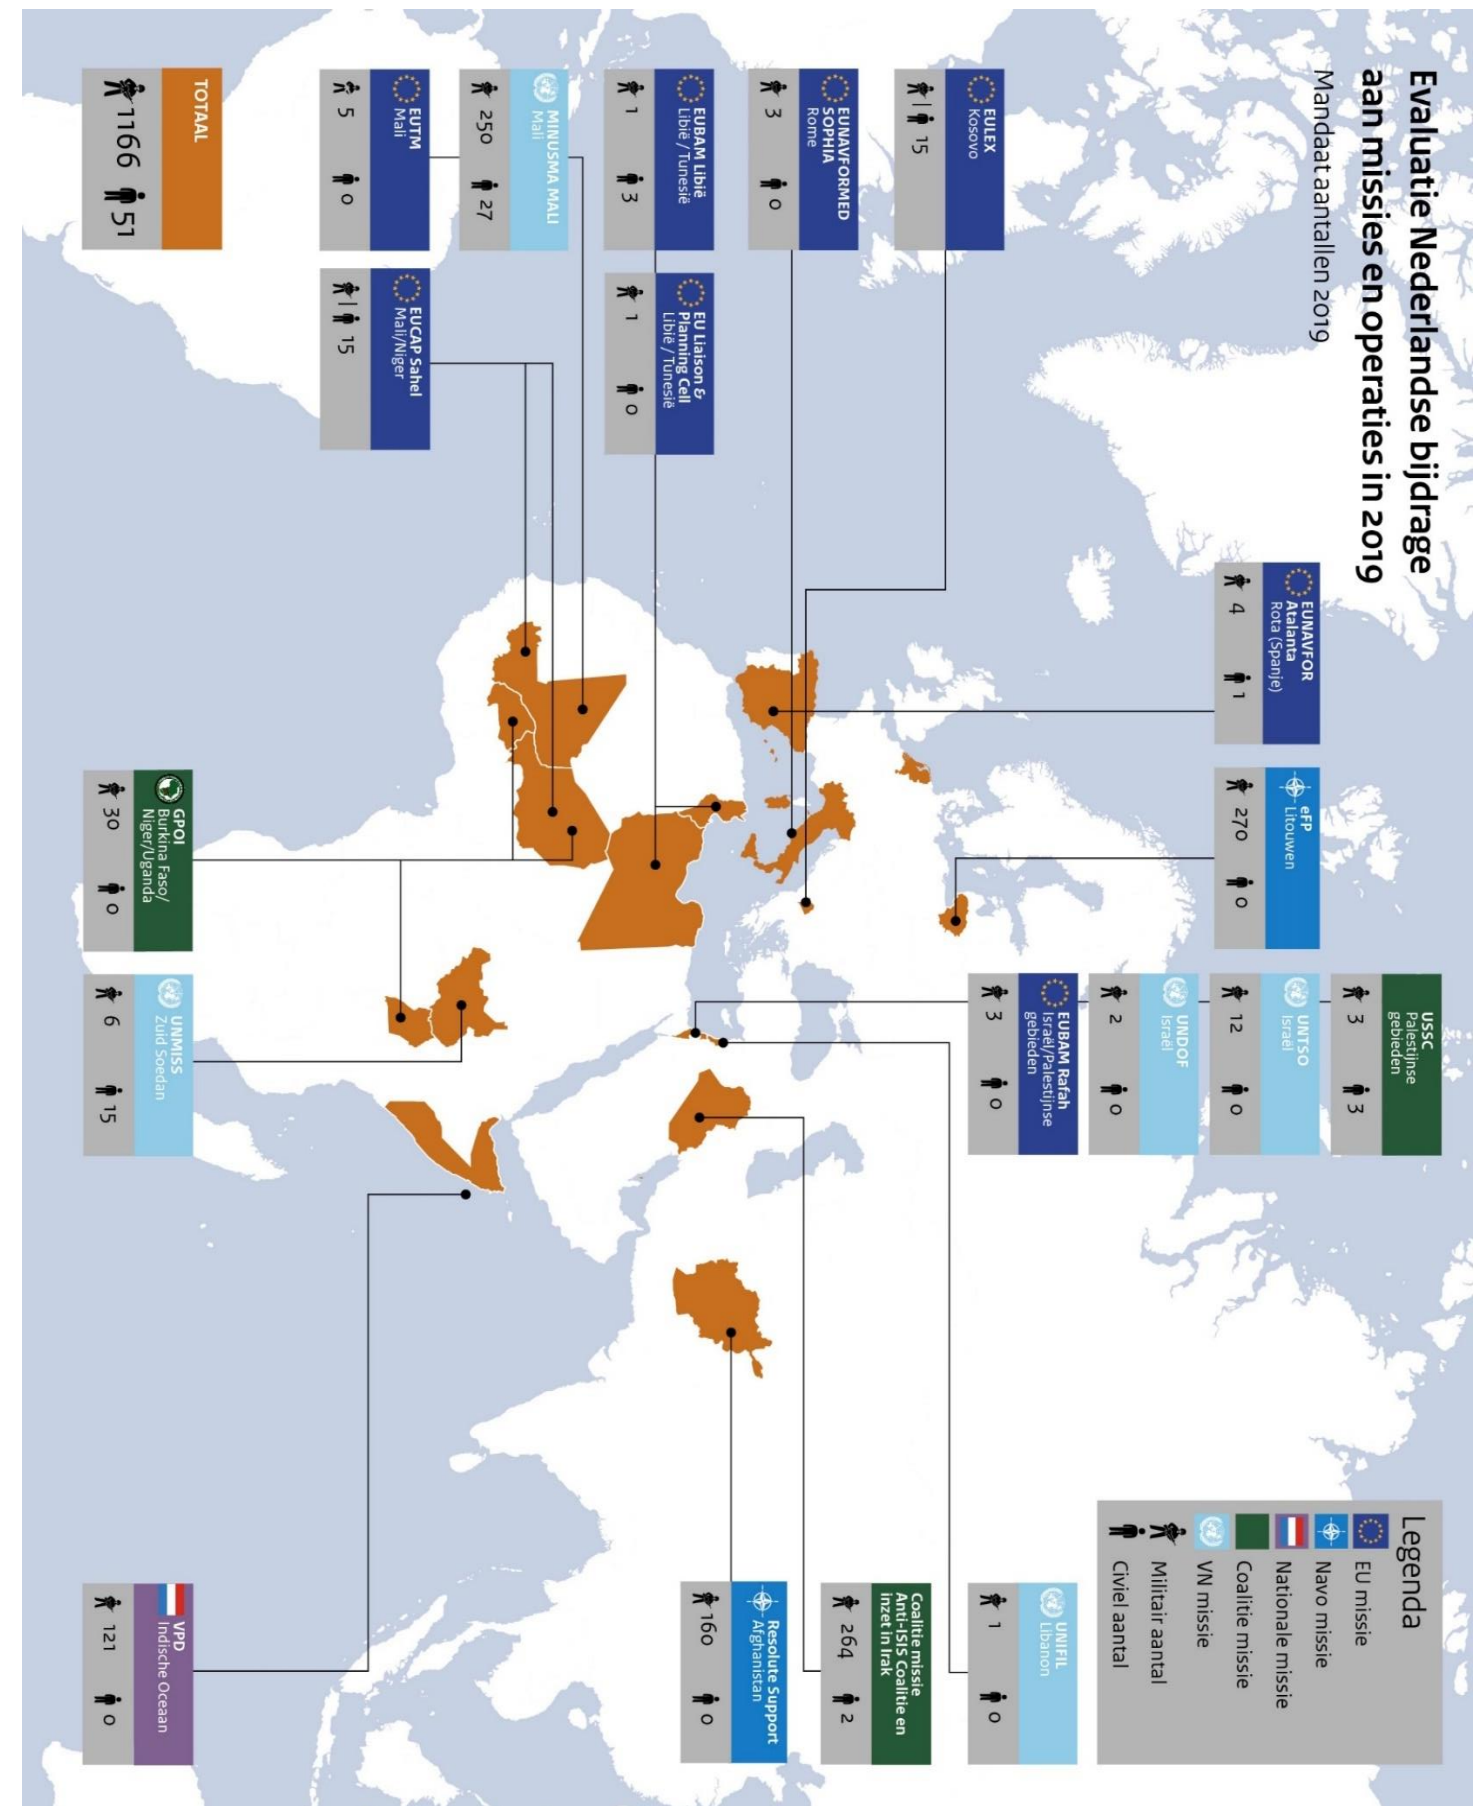 Evaluatie Nederlandse bijdrage
aan missies en operaties in 2019
Mandaataantallen 2019
EUNAVFOR
Atalanta
Rota (Spanje)
4 1
eFP
Litouwen
270 0
USSC
Palestijnse
gebieden
3 3
UNTSO
Israël
12 0
UNDOF
Israël
2 0
EUBAM Rafah
Israël/Palestijnse
gebieden
3 0
Legenda
EU missie
Navo missie
Nationale missie
Coalitie missie
VN missie
Militair aantal
Civiel aantal
EULEX
Kosovo
| 15
EUNAVFORMED
SOPHIA
Rome
3 0
EUBAM Libië
Libië / Tunesië
1 3
EU Liaison &
Planning Cell
Libië / Tunesië
1 0
MINUSMA MALI
Mali
250 27
EUTM
Mali
5 0
EUCAP Sahel
Mali/Niger
| 15
TOTAAL
1166 51
GPOI
Burkina Faso/
Niger/Uganda
30 0
UNMISS
Zuid Soedan
6 15
UNIFIL
Libanon
1 0
Coalitie missie
Anti-ISIS Coalitie en
inzet in Irak
264 2
Resolute Support
Afghanistan
160 0
VPD
Indische Oceaan
121 0